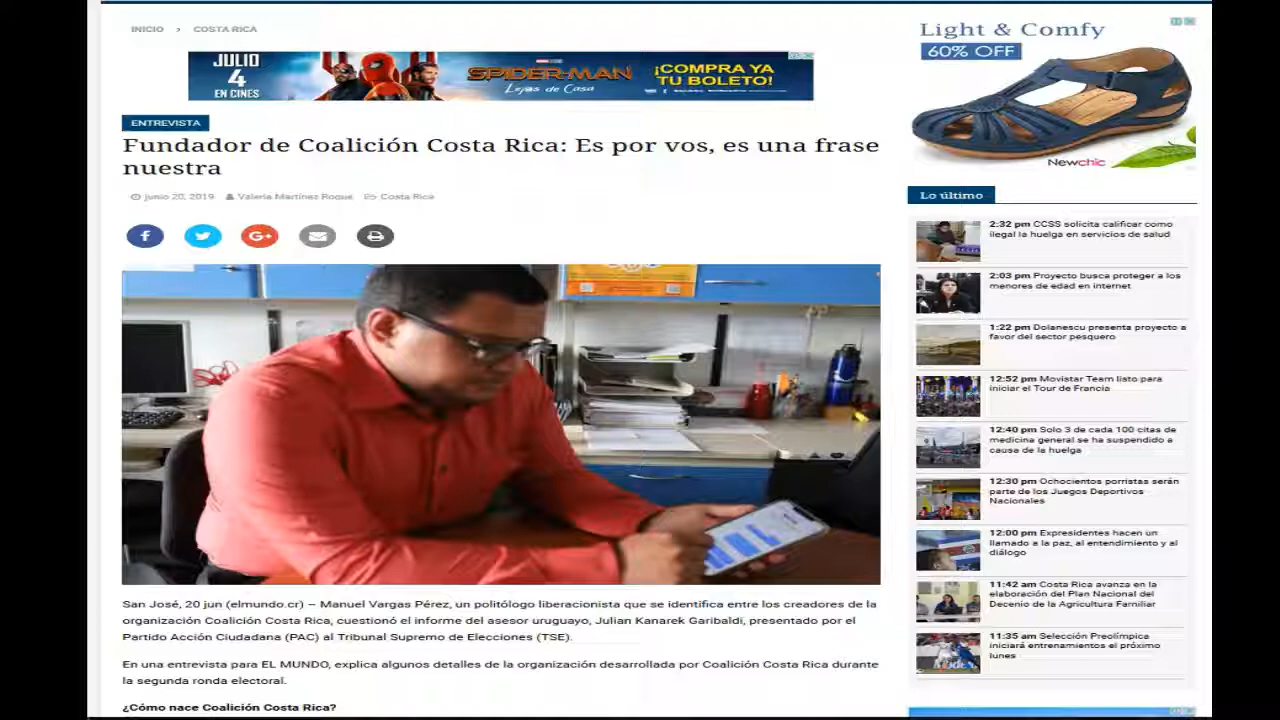 INICIO > COSTA RICA
JULIO
4
EN CINES
SPIDER-MAN
Lejos de Casa
¡COMPRA YA
TU BOLETO!
Light & Comfy
60% OFF
Newchic
ENTREVISTA
Fundador de Coalición Costa Rica: Es por vos, es una frase
nuestra
junio 20, 2019 Valeria Martínez Roque Costa Rica
San José, 20 jun (elmundo.cr) – Manuel Vargas Pérez, un politólogo liberacionista que se identifica entre los creadores de la
organización Coalición Costa Rica, cuestionó el informe del asesor uruguayo, Julian Kanarek Garibaldi, presentado por el
Partido Acción Ciudadana (PAC) al Tribunal Supremo de Elecciones (TSE).
En una entrevista para EL MUNDO, explica algunos detalles de la organización desarrollada por Coalición Costa Rica durante
la segunda ronda electoral.
¿Cómo nace Coalición Costa Rica?
Lo último
2:32 pm CCSS solicita calificar como
ilegal la huelga en servicios de salud
2:03 pm Proyecto busca proteger a los
menores de edad en internet
1:22 pm Dolanescu presenta proyecto a
favor del sector pesquero
12:52 pm Movistar Team listo para
iniciar el Tour de Francia
12:40 pm Solo 3 de cada 100 citas de
medicina general se ha suspendido a
causa de la huelga
12:30 pm Ochocientos porristas serán
parte de los Juegos Deportivos
Nacionales
12:00 pm Expresidentes hacen un
llamado a la paz, al entendimiento y al
diálogo
11:42 am Costa Rica avanza en la
elaboración del Plan Nacional del
Decenio de la Agricultura Familiar
11:35 am Selección Preolímpica
iniciará entrenamientos el próximo
lunes